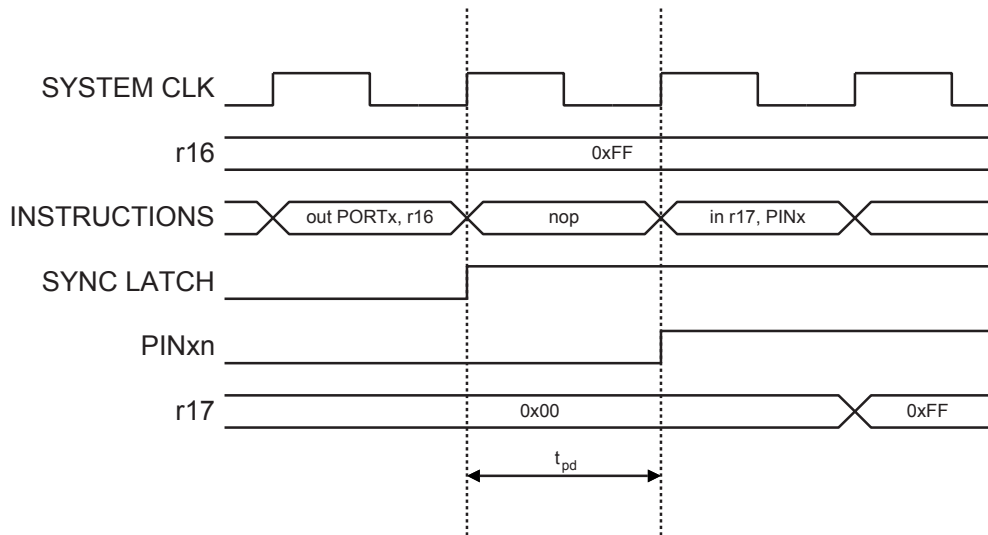 SYSTEM CLK
r16
0xFF
INSTRUCTIONS
out PORTx, r16
nop
in r17, PINx
SYNC LATCH
PINxn
r17
0x00
0xFF
tpd